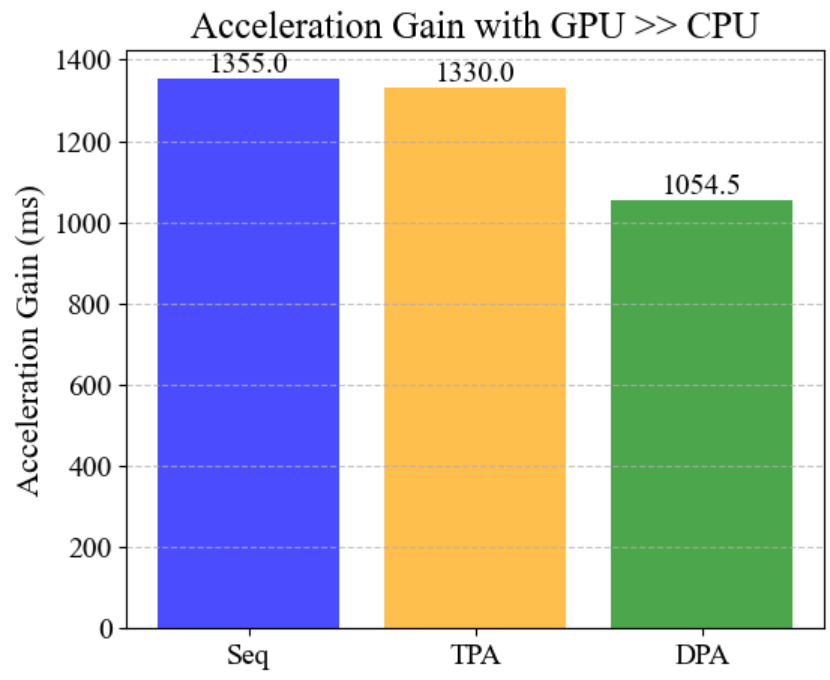 Acceleration Gain with GPU >> CPU
Acceleration Gain (ms)
1400
1200
1000
800
600
400
200
0
1355.0
1330.0
1054.5
Seq
TPA
DPA